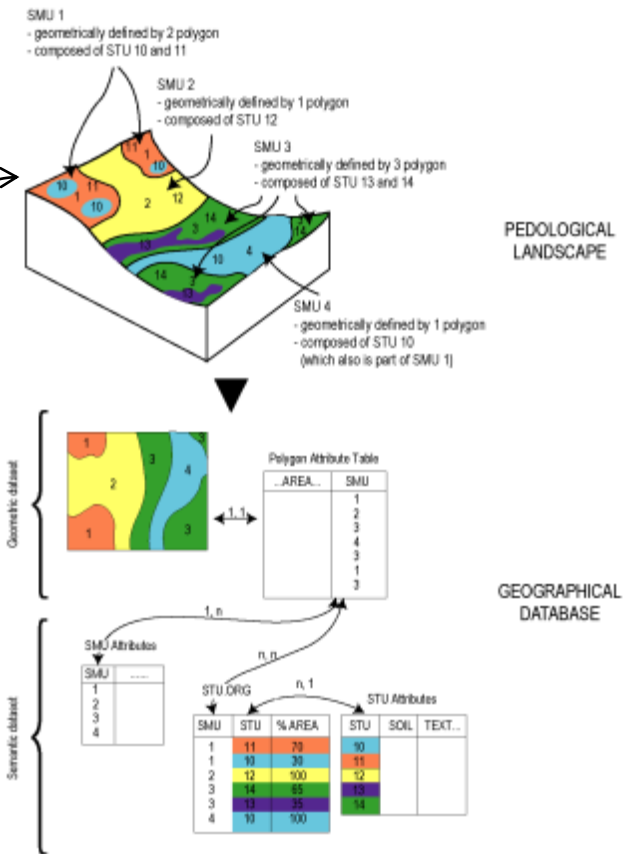 SMU 1
- geometrically defined by 2 polygon
- composed of STU 10 and 11
SMU 2
- geometrically defined by 1 polygon
- composed of STU 12
SMU 3
- geometrically defined by 3 polygon
- composed of STU 13 and 14
11
1
10
10
11
1
10
2
12
14
3
13
10
4
3
14
14
3
13
PEDOLOGICAL
LANDSCAPE
SMU 4
- geometrically defined by 1 polygon
- composed of STU 10
(which also is part of SMU 1)
Geometric dataset
1
2
3
4
3
1
3
1, 1
Polygon Attribute Table
...AREA... SMU
1
2
3
4
3
1
3
GEOGRAPHICAL
DATABASE
Semantic dataset
1, n
n, n
n, 1
SMU Attributes
SMU ......
1
2
3
4
STU.ORG
SMU STU % AREA
1 11 70
1 10 30
2 12 100
3 14 65
3 13 35
4 10 100
STU Attributes
STU SOIL TEXT...
10
11
12
13
14